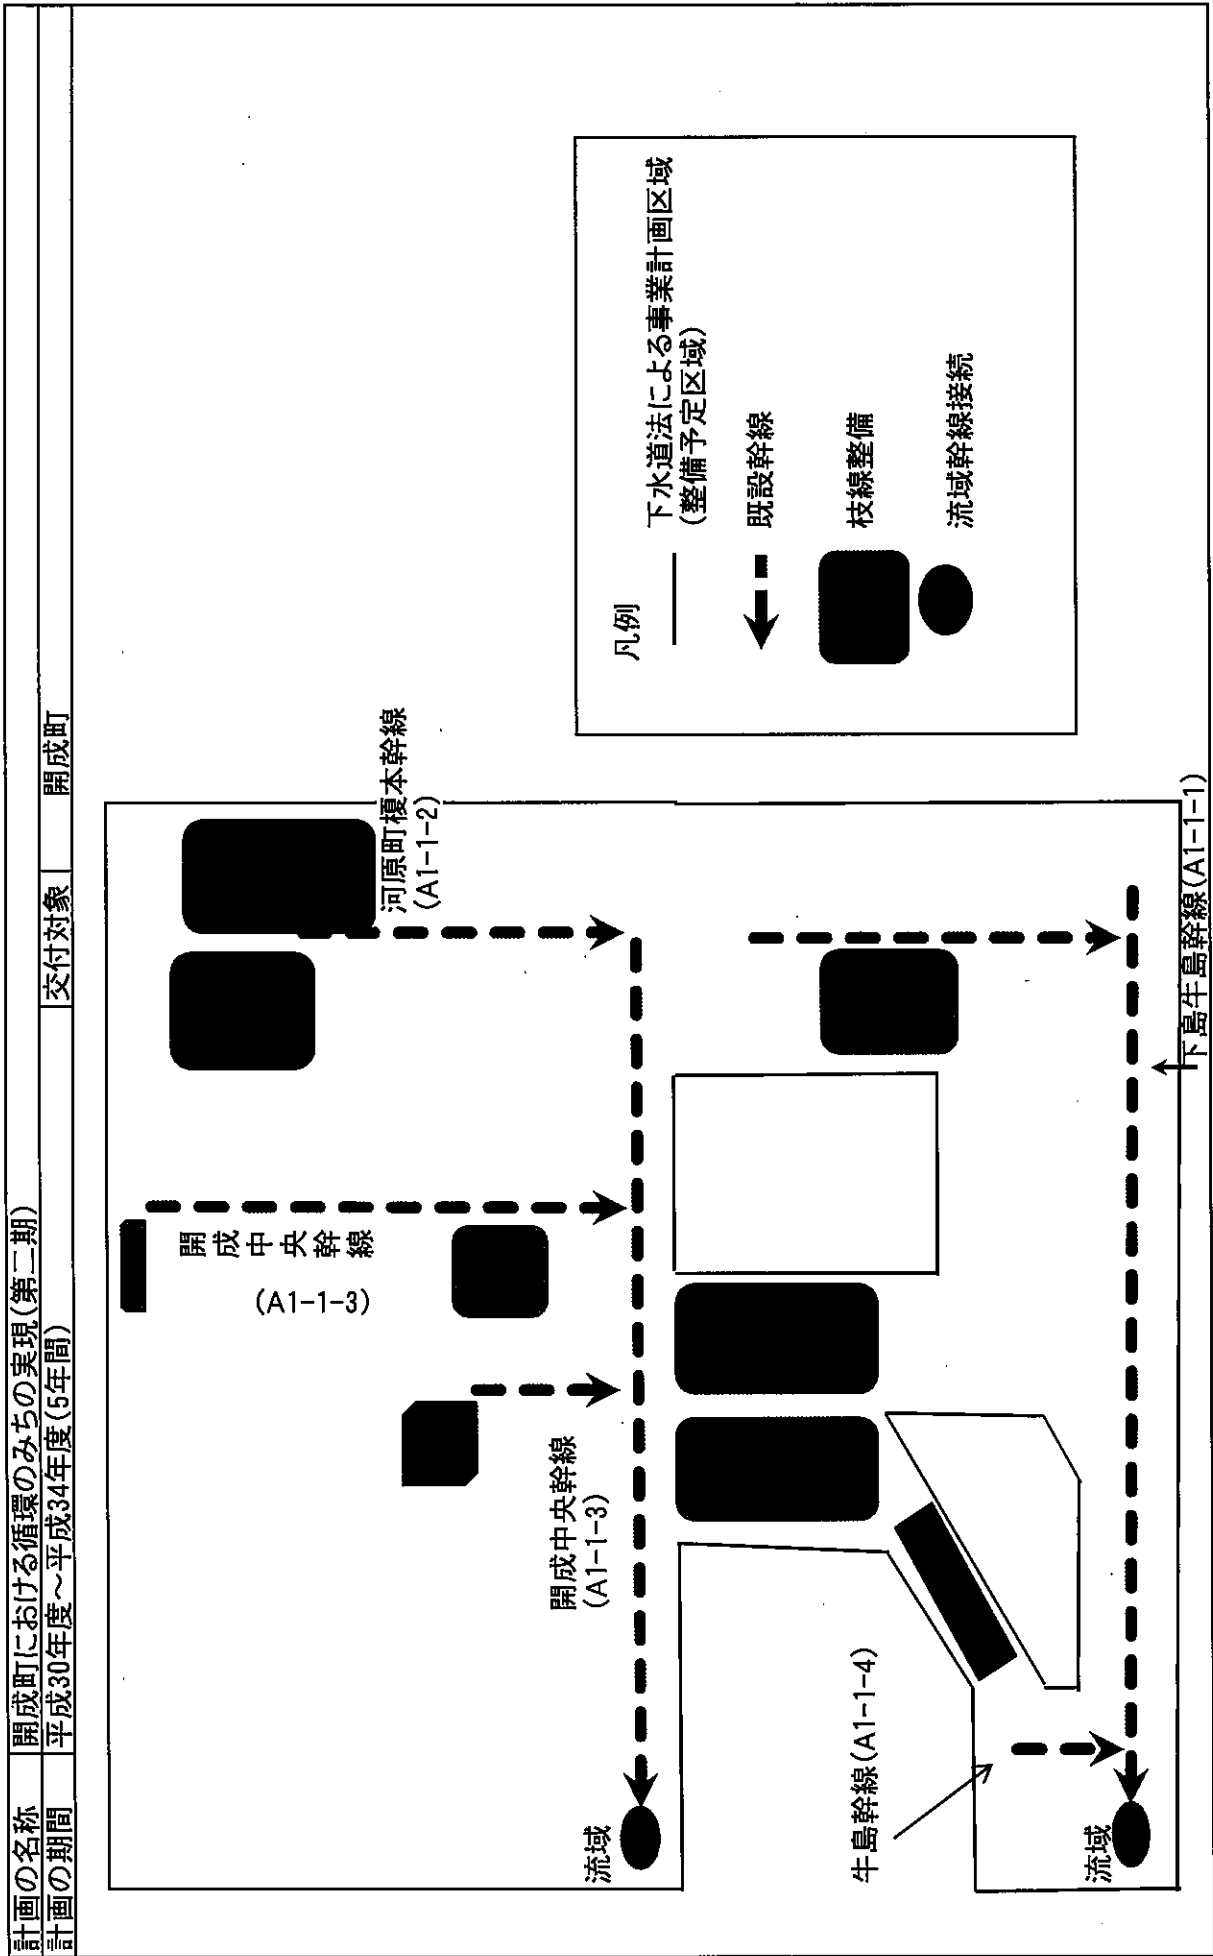 計画の名称 開成町における循環のみちの実現(第二期)
計画の期間 平成30年度～平成34年度(5年間) 交付対象 開成町
開成中央幹線
(A1-1-3)
河原町榎本幹線
(A1-1-2)
開成中央幹線
(A1-1-3)
流域
牛島幹線(A1-1-4)
流域
下島牛島幹線(A1-1-1)
凡例
下水道法による事業計画区域
(整備予定区域)
既設幹線
枝線整備
流域幹線接続